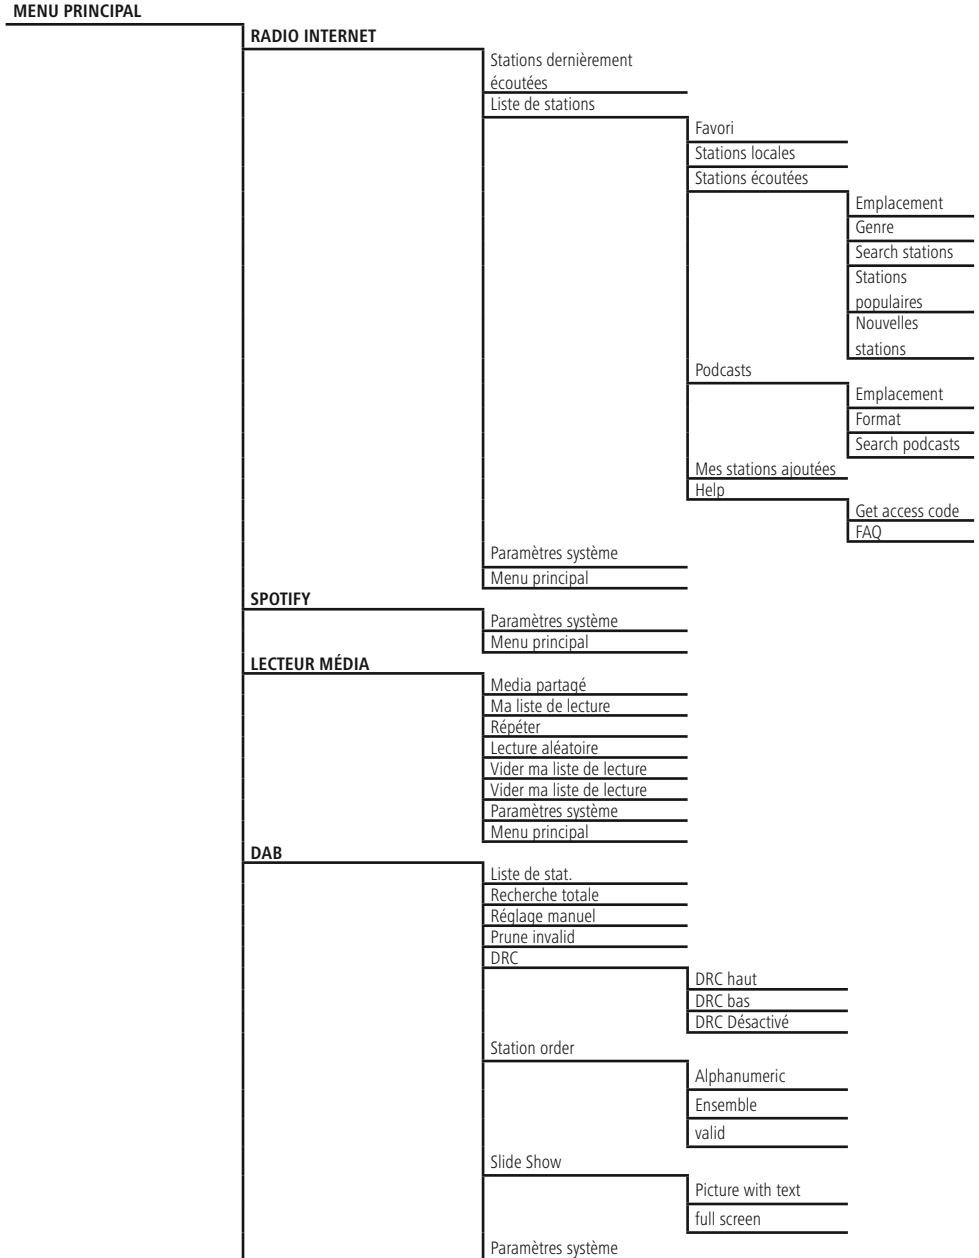 MENU PRINCIPAL
RADIO INTERNET
Stations dernièrement
écoutées
Liste de stations
Favori
Stations locales
Stations écoutées
Emplacement
Genre
Search stations
Stations
populaires
Nouvelles
stations
Podcasts
Emplacement
Format
Search podcasts
Mes stations ajoutées
Help
Get access code
FAQ
Paramètres système
Menu principal
SPOTIFY
Paramètres système
Menu principal
LECTEUR MÉDIA
Media partagé
Ma liste de lecture
Répéter
Lecture aléatoire
Vider ma liste de lecture
Vider ma liste de lecture
Paramètres système
Menu principal
DAB
Liste de stat.
Recherche totale
Réglage manuel
Prune invalid
DRC
DRC haut
DRC bas
DRC Désactivé
Station order
Alphanumeric
Ensemble
valid
Slide Show
Picture with text
full screen
Paramètres système